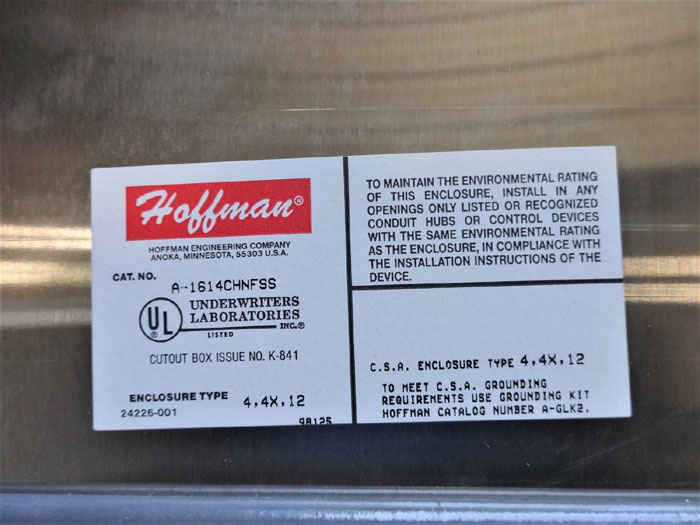 Hoffman®
HOFFMAN ENGINEERING COMPANY
ANOKA, MINNESOTA, 55303 U.S.A.
CAT. NO.
A-1614CHNFSS
UL
UNDERWRITERS
LABORATORIES
INC.®
LISTED
CUTOUT BOX ISSUE NO. K-841
ENCLOSURE TYPE 4,4X,12
24226-001
98125
TO MAINTAIN THE ENVIRONMENTAL RATING
OF THIS ENCLOSURE, INSTALL IN ANY
OPENINGS ONLY LISTED OR RECOGNIZED
CONDUIT HUBS OR CONTROL DEVICES
WITH THE SAME ENVIRONMENTAL RATING
AS THE ENCLOSURE, IN COMPLIANCE WITH
THE INSTALLATION INSTRUCTIONS OF THE
DEVICE.
C.S.A. ENCLOSURE TYPE 4,4X,12
TO MEET C.S.A. GROUNDING
REQUIREMENTS USE GROUNDING KIT
HOFFMAN CATALOG NUMBER A-GLK2.